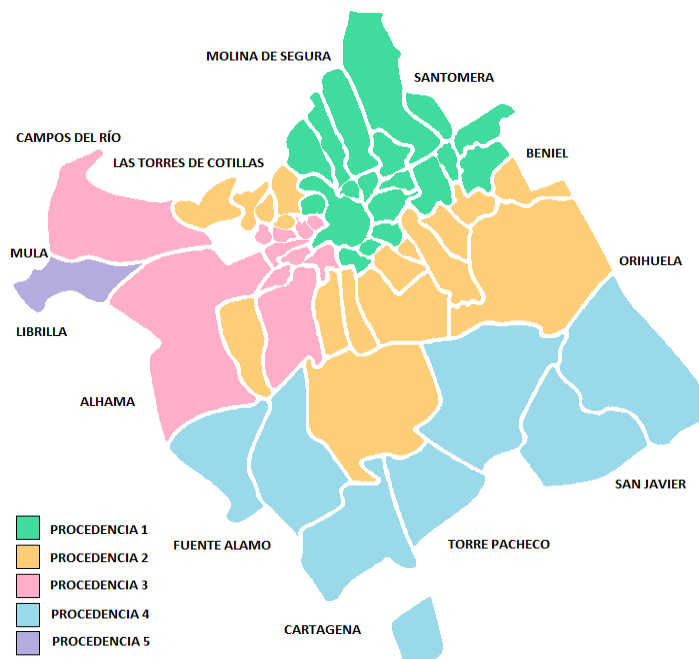 MOLINA DE SEGURA
SANTOMERA
CAMPOS DEL RÍO
LAS TORRES DE COTILLAS
BENIEL
MULA
ORIHUELA
LIBRILLA
ALHAMA
SAN JAVIER
FUENTE ALAMO
TORRE PACHECO
CARTAGENA
PROCEDENCIA 1
PROCEDENCIA 2
PROCEDENCIA 3
PROCEDENCIA 4
PROCEDENCIA 5